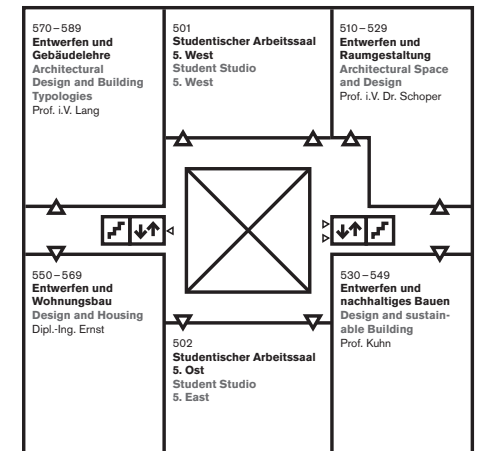 570–589
Entwerfen und
Gebäudelehre
Architectural
Design and Building
Typologies
Prof. i.V. Lang
501
Studentischer Arbeitssaal
5. West
Student Studio
5. West
510–529
Entwerfen und
Raumgestaltung
Architectural Space
and Design
Prof. i.V. Dr. Schoper
550–569
Entwerfen und
Wohnungsbau
Design and Housing
Dipl.-Ing. Ernst
502
Studentischer Arbeitssaal
5. Ost
Student Studio
5. East
530–549
Entwerfen und
nachhaltiges Bauen
Design and sustain-
able Building
Prof. Kuhn